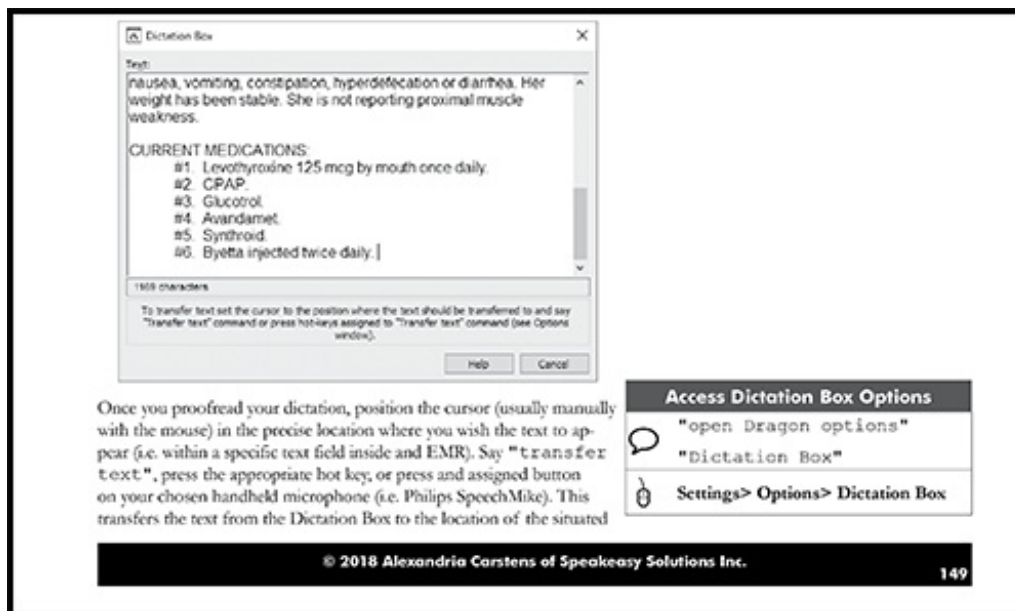 Dictation Box
Text:
nausea, vomiting, constipation, hyperdefecation or diarrhea. Her
weight has been stable. She is not reporting proximal muscle
weakness.
CURRENT MEDICATIONS:
#1. Levothyroxine 125 mcg by mouth once daily.
#2. CPAP.
#3. Glucotrol.
#4. Avandamet.
#5. Synthroid.
#6. Byetta injected twice daily.
characters
To transfer text set the cursor to the position where the text should be transferred to and say
"Transfer text" command or press hot-keys assigned to "Transfer text" command (see Options
window).
Help Cancel
Once you proofread your dictation, position the cursor (usually manually
with the mouse) in the precise location where you wish the text to ap-
pear (i.e. within a specific text field inside and EMR). Say "transfer
text", press the appropriate hot key, or press and assigned button
on your chosen handheld microphone (i.e. Philips SpeechMike). This
transfers the text from the Dictation Box to the location of the situated
Access Dictation Box Options
"open Dragon options"
"Dictation Box"
Settings> Options> Dictation Box
© 2018 Alexandria Carstens of Speakeasy Solutions Inc.
149